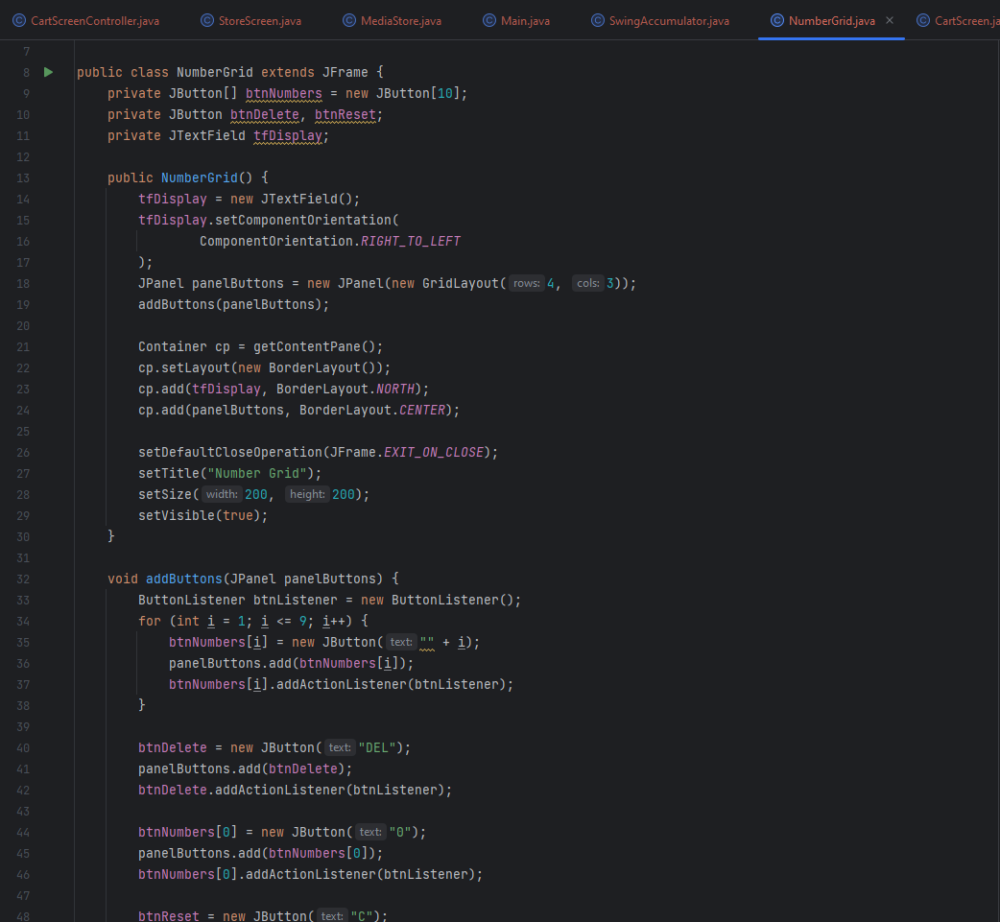 CartScreenController.java StoreScreen.java MediaStore.java Main.java SwingAccumulator.java NumberGrid.java CartScreen.ja
7
8 public class NumberGrid extends JFrame {
9 private JButton[] btnNumbers = new JButton[10];
10 private JButton btnDelete, btnReset;
11 private JTextField tfDisplay;
12
13 public NumberGrid() {
14 tfDisplay = new JTextField();
15 tfDisplay.setComponentOrientation(
16 ComponentOrientation.RIGHT_TO_LEFT
17 );
18 JPanel panelButtons = new JPanel(new GridLayout( rows: 4, cols: 3));
19 addButtons(panelButtons);
20
21 Container cp = getContentPane();
22 cp.setLayout(new BorderLayout());
23 cp.add(tfDisplay, BorderLayout.NORTH);
24 cp.add(panelButtons, BorderLayout.CENTER);
25
26 setDefaultCloseOperation(JFrame.EXIT_ON_CLOSE);
27 setTitle("Number Grid");
28 setSize( width: 200, height: 200);
29 setVisible(true);
30 }
31
32 void addButtons(JPanel panelButtons) {
33 ButtonListener btnListener = new ButtonListener();
34 for (int i = 1; i <= 9; i++) {
35 btnNumbers[i] = new JButton( text: "" + i);
36 panelButtons.add(btnNumbers[i]);
37 btnNumbers[i].addActionListener(btnListener);
38 }
39
40 btnDelete = new JButton( text: "DEL");
41 panelButtons.add(btnDelete);
42 btnDelete.addActionListener(btnListener);
43
44 btnNumbers[0] = new JButton( text: "0");
45 panelButtons.add(btnNumbers[0]);
46 btnNumbers[0].addActionListener(btnListener);
47
48 btnReset = new JButton( text: "C");